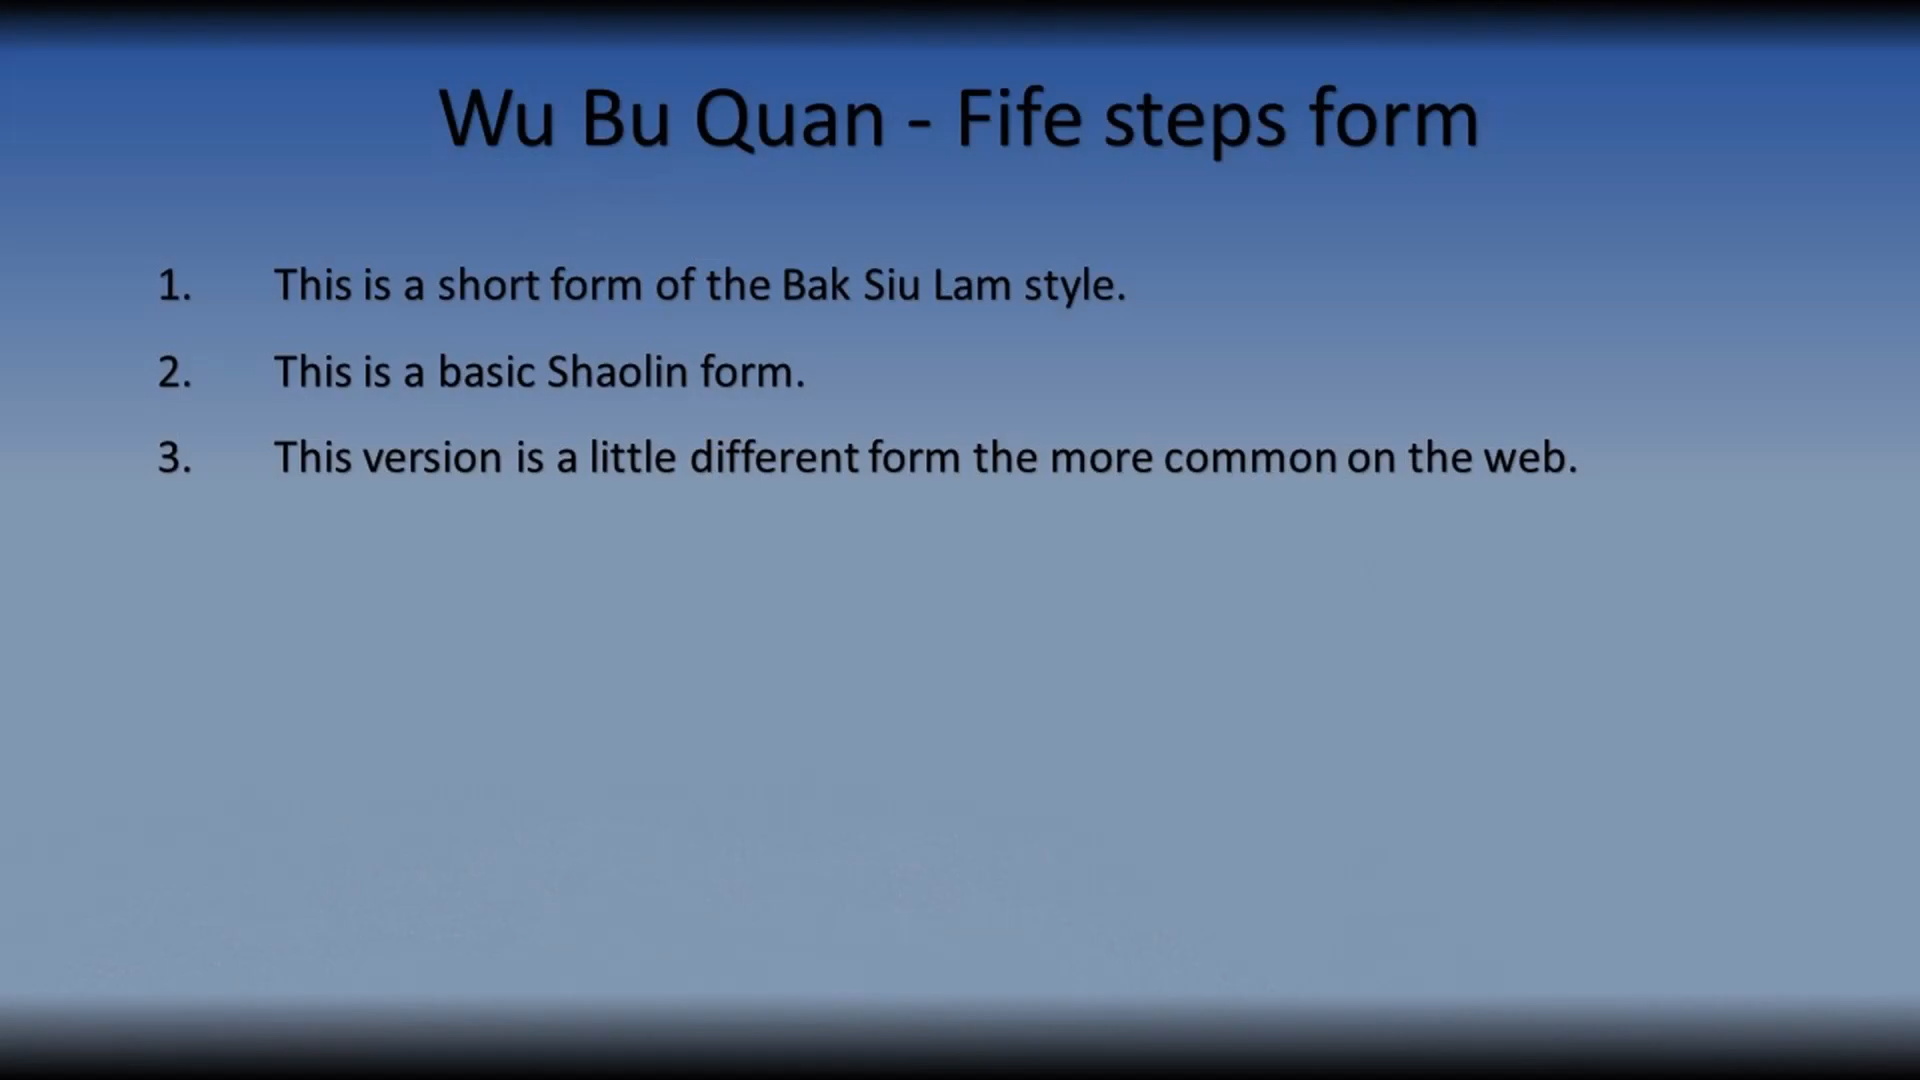 Wu Bu Quan - Fife steps form
1. This is a short form of the Bak Siu Lam style.
2. This is a basic Shaolin form.
3. This version is a little different form the more common on the web.